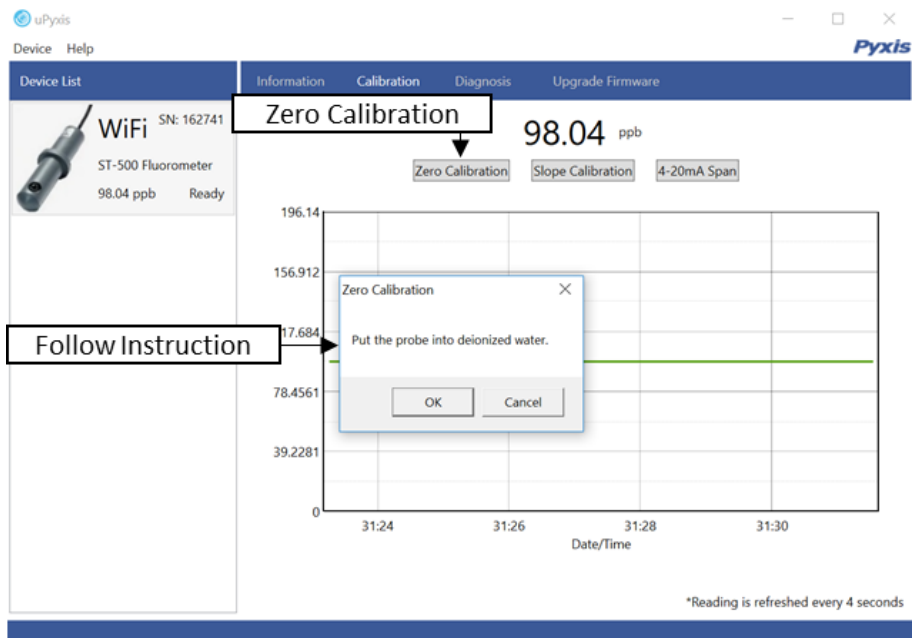 uPyxis
Device Help
Pyxis
Device List
Information Calibration Diagnosis Upgrade Firmware
WiFi SN: 162741
ST-500 Fluorometer
98.04 ppb Ready
Zero Calibration
98.04 ppb
Zero Calibration Slope Calibration 4-20mA Span
196.14
156.912
17.684
78.4561
39.2281
0
Zero Calibration
Put the probe into deionized water.
OK Cancel
Follow Instruction
31:24 31:26 31:28 31:30
Date/Time
*Reading is refreshed every 4 seconds